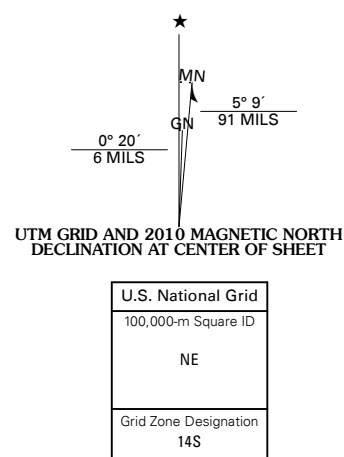 ★
MN
5° 9´
91 MILS
GN
0° 20´
6 MILS
UTM GRID AND 2010 MAGNETIC NORTH
DECLINATION AT CENTER OF SHEET
U.S. National Grid
100,000-m Square ID
NE
Grid Zone Designation
14S